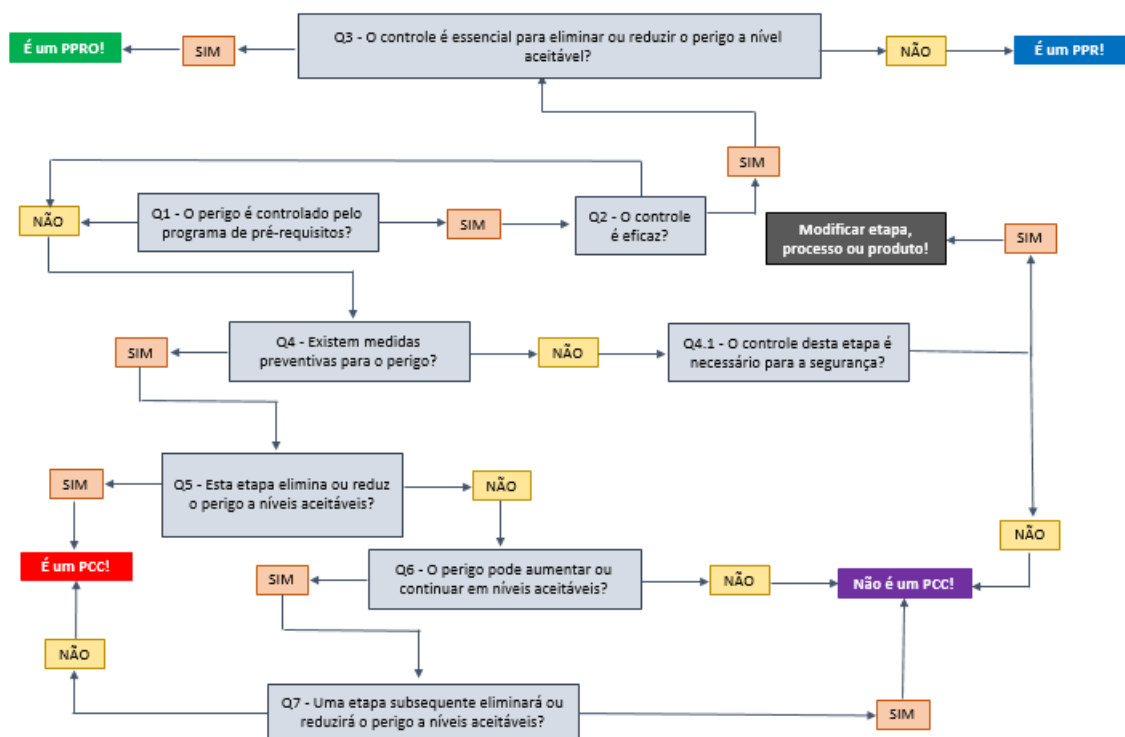 Q3 - O controle é essencial para eliminar ou reduzir o perigo a nível
aceitável?
É um PPRO!
SIM
NÃO
É um PPR!
SIM
NÃO
Q1 - O perigo é controlado pelo
programa de pré-requisitos?
SIM
Q2 - O controle
é eficaz?
Modificar etapa,
processo ou produto!
SIM
SIM
Q4 - Existem medidas
preventivas para o perigo?
NÃO
Q4.1 - O controle desta etapa é
necessário para a segurança?
SIM
Q5 - Esta etapa elimina ou reduz
o perigo a níveis aceitáveis?
NÃO
NÃO
É um PCC!
SIM
Q6 - O perigo pode aumentar ou
continuar em níveis aceitáveis?
NÃO
Não é um PCC!
NÃO
Q7 - Uma etapa subsequente eliminará ou
reduzirá o perigo a níveis aceitáveis?
SIM